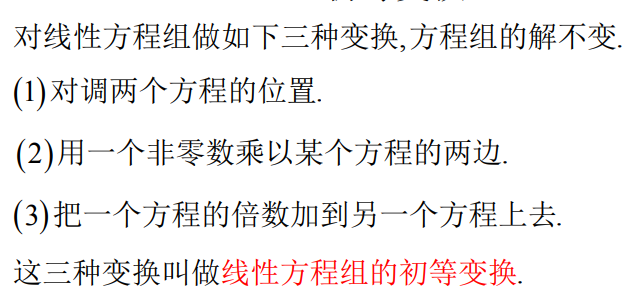 对线性方程组做如下三种变换,方程组的解不变.
(1)对调两个方程的位置.
(2)用一个非零数乘以某个方程的两边.
(3)把一个方程的倍数加到另一个方程上去.
这三种变换叫做线性方程组的初等变换.